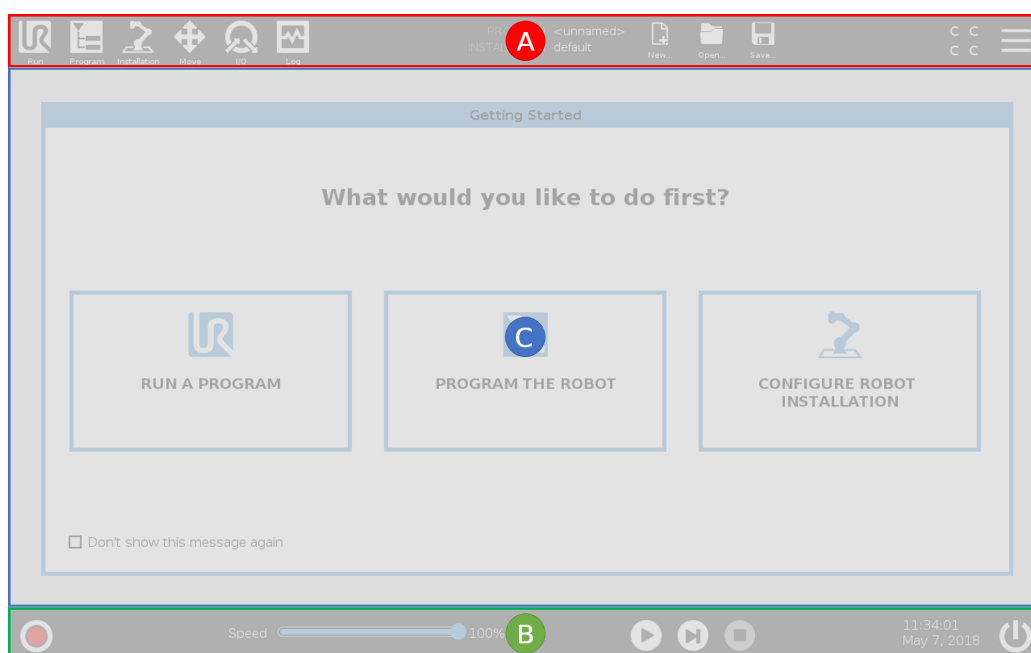 <unnamed>
A
default
C C
C C
Run Program Installation Move I/O Log New... Open... Save...
Getting Started
What would you like to do first?
C
RUN A PROGRAM
PROGRAM THE ROBOT
CONFIGURE ROBOT
INSTALLATION
Don't show this message again
Speed 100% B
11:34:01
May 7, 2018